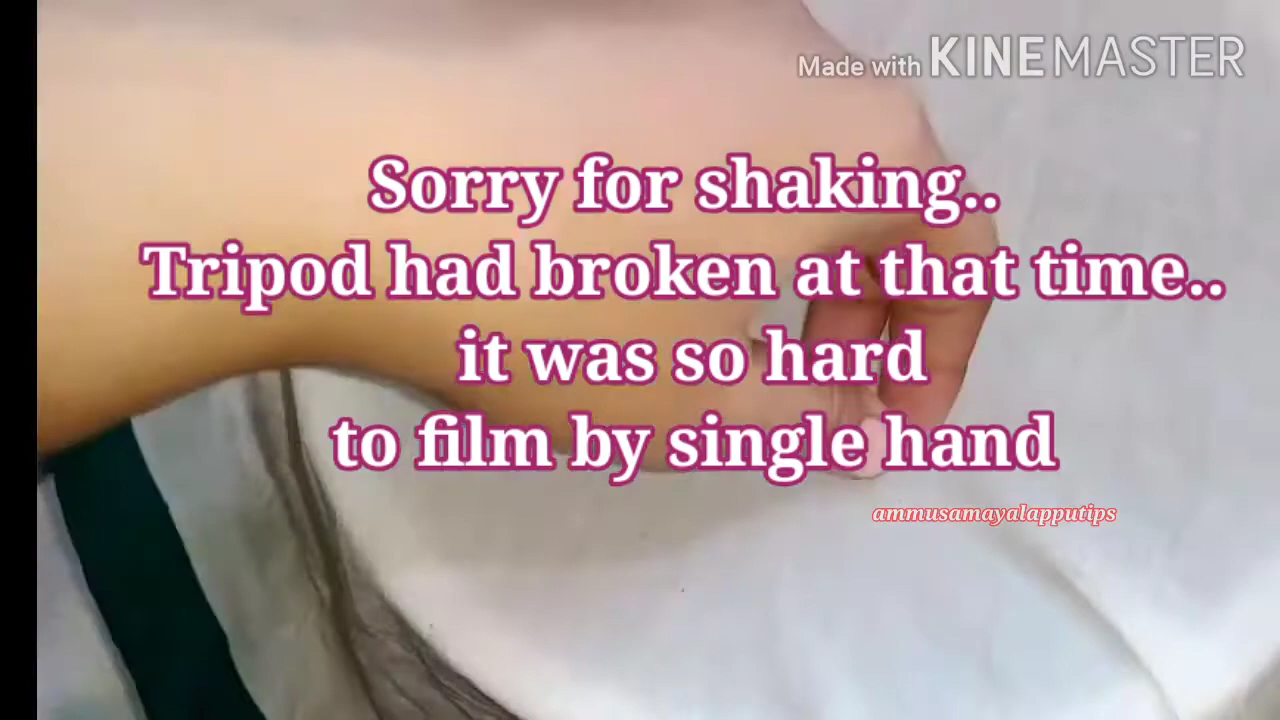 Made with KINEMASTER
Sorry for shaking..
Tripod had broken at that time..
it was so hard
to film by single hand
ammusamayalapputips